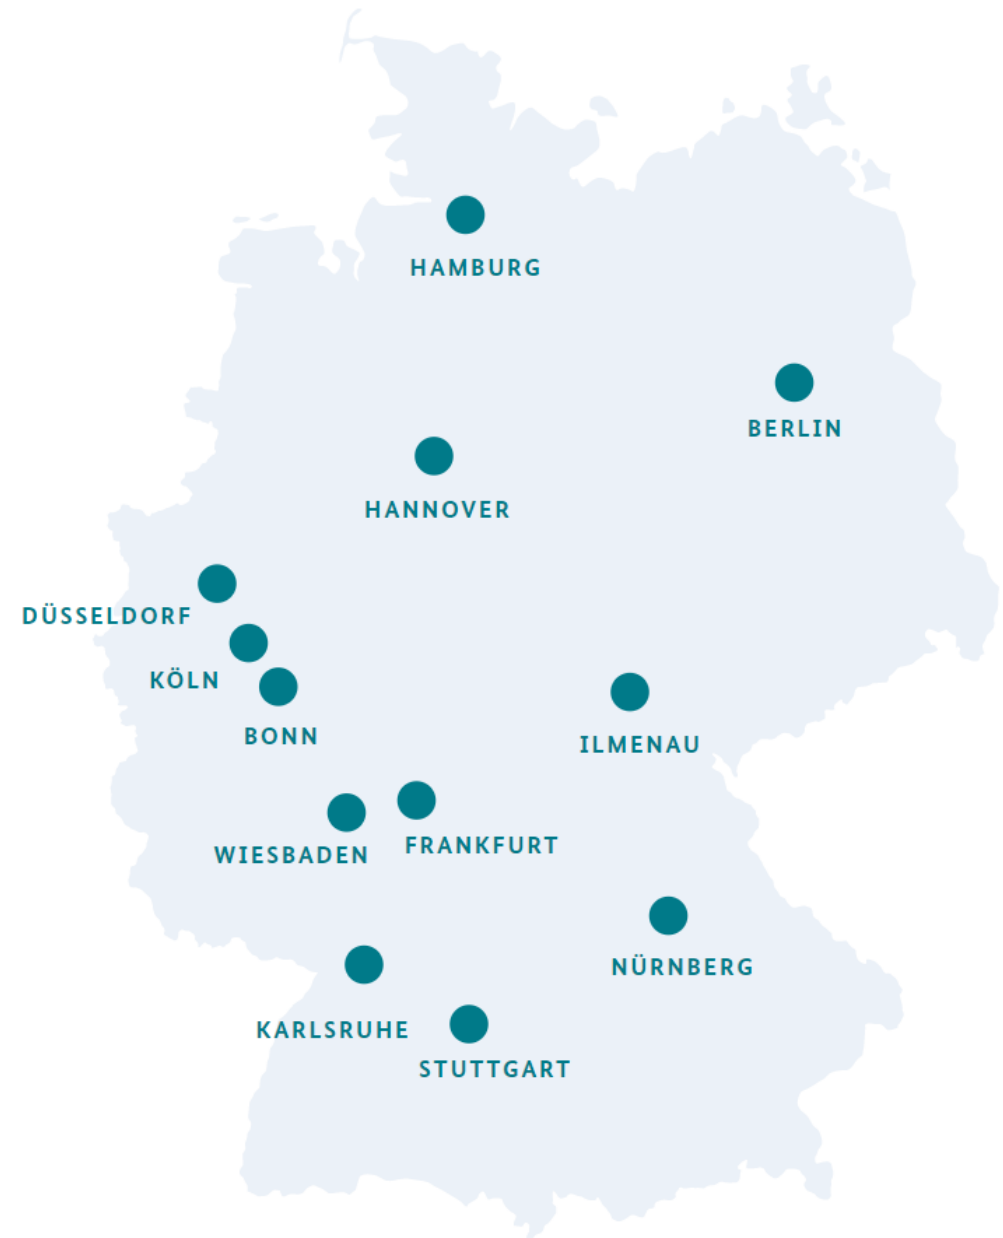 HAMBURG
BERLIN
HANNOVER
DÜSSELDORF
KÖLN
BONN
ILMENAU
FRANKFURT
WIESBADEN
NÜRNBERG
KARLSRUHE
STUTTGART